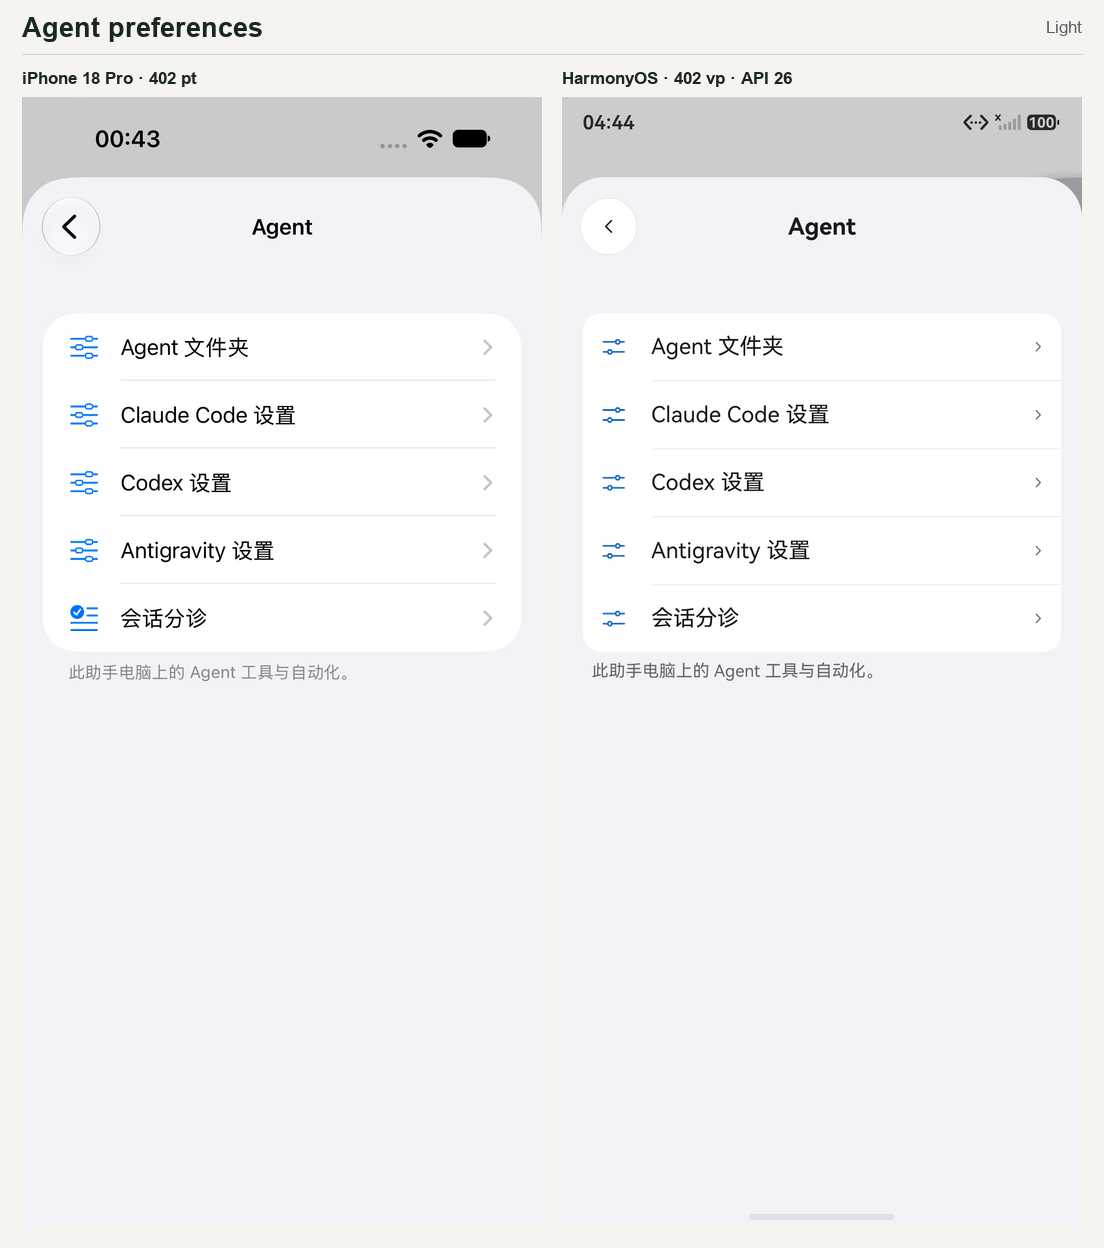 Agent preferences
Light
iPhone 18 Pro · 402 pt
00:43
Agent
Agent 文件夹
Claude Code 设置
Codex 设置
Antigravity 设置
会话分诊
此助手电脑上的 Agent 工具与自动化。
HarmonyOS · 402 vp · API 26
04:44
100
Agent
Agent 文件夹
Claude Code 设置
Codex 设置
Antigravity 设置
会话分诊
此助手电脑上的 Agent 工具与自动化。